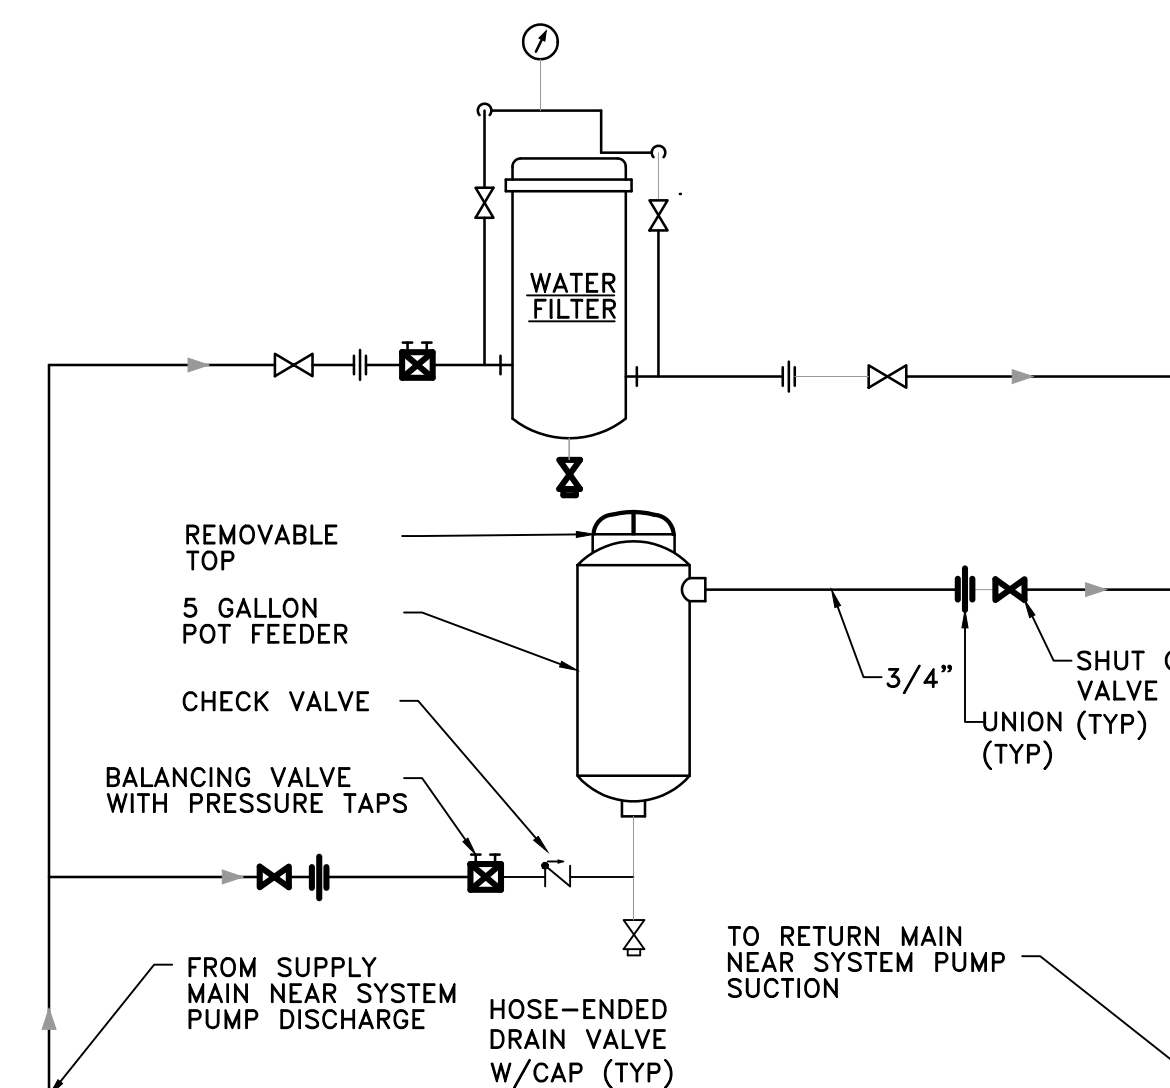 WATER
FILTER
REMOVABLE
TOP
5 GALLON
POT FEEDER
3/4"
SHUT
VALVE
(TYP)
UNION
(TYP)
CHECK VALVE
BALANCING VALVE
WITH PRESSURE TAPS
FROM SUPPLY
MAIN NEAR SYSTEM
PUMP DISCHARGE
HOSE-ENDED
DRAIN VALVE
W/CAP (TYP)
TO RETURN MAIN
NEAR SYSTEM PUMP
SUCTION